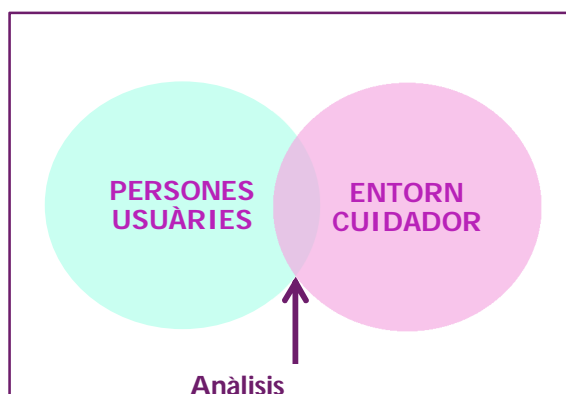 PERSONES
USUÀRIES
ENTORN
CUIDADOR
Anàlisis